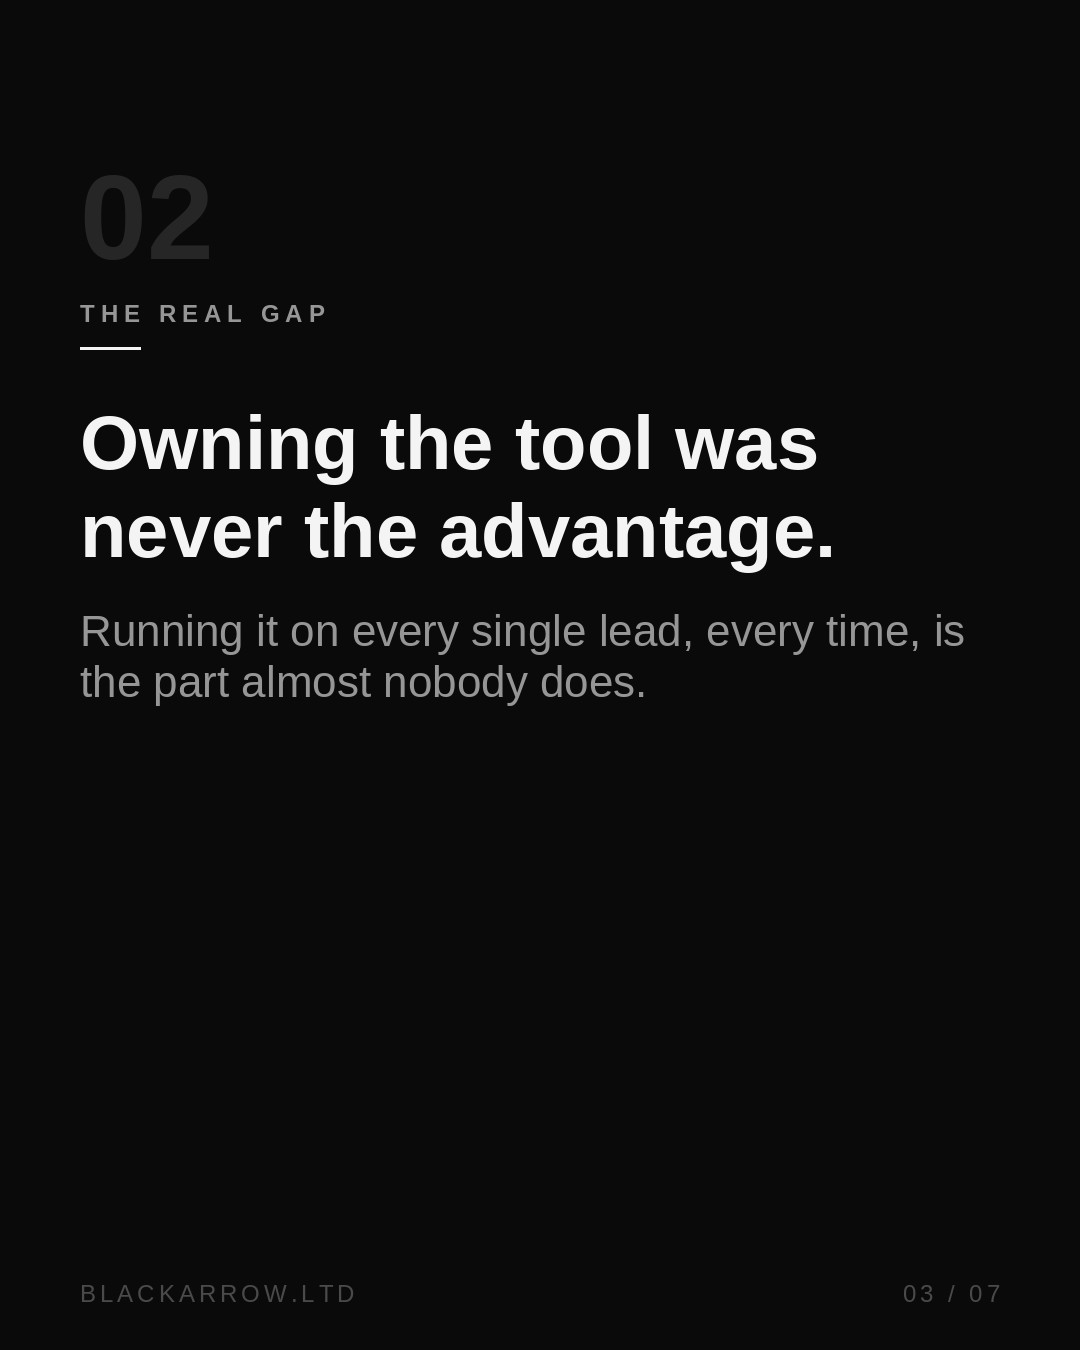 02
THE REAL GAP
Owning the tool was
never the advantage.
Running it on every single lead, every time, is
the part almost nobody does.
BLACKARROW.LTD
03 / 07